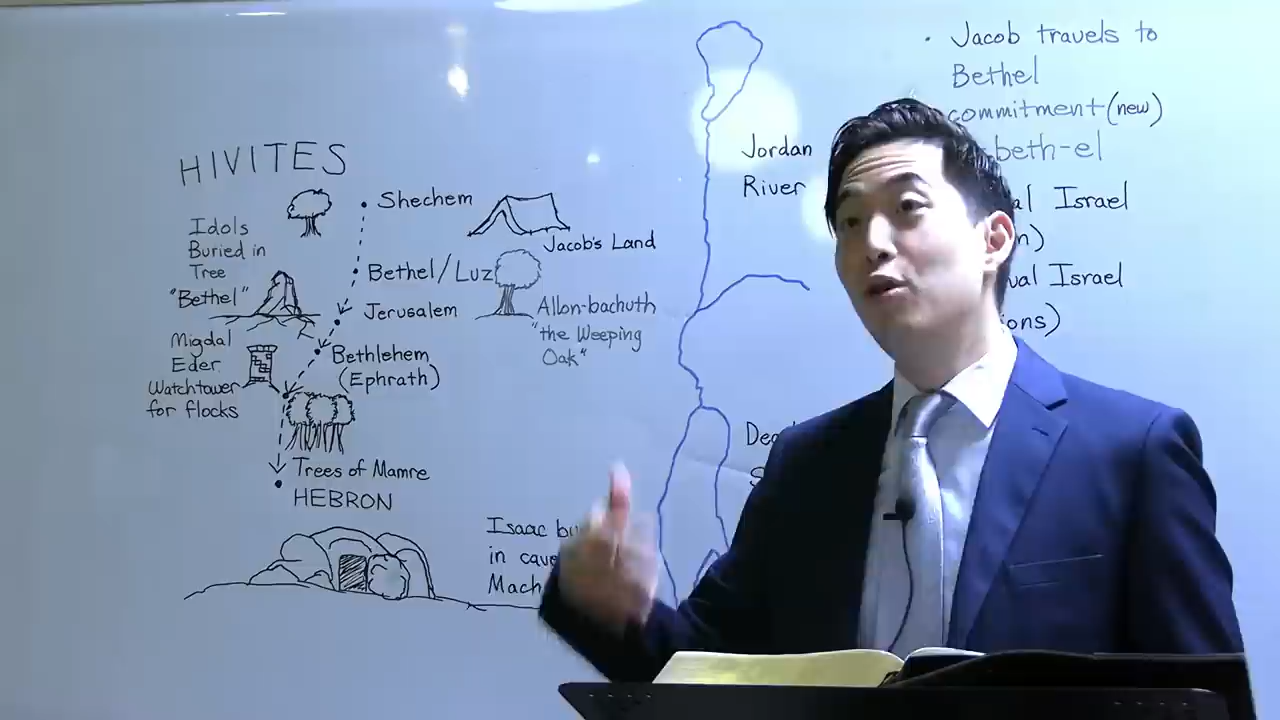 HIVITES
Shechem
Idols
Buried in
Tree
"Bethel"
Jacob's Land
Bethel/Luz
Jerusalem
Allon-bachuth
"the Weeping
Oak"
Migdal
Eder
Watchtower
for flocks
Bethlehem
(Ephrath)
Trees of Mamre
HEBRON
Isaac
in cave
Jordan
River
• Jacob travels to
Bethel
commitment (new)
beth-el
Israel
Israel